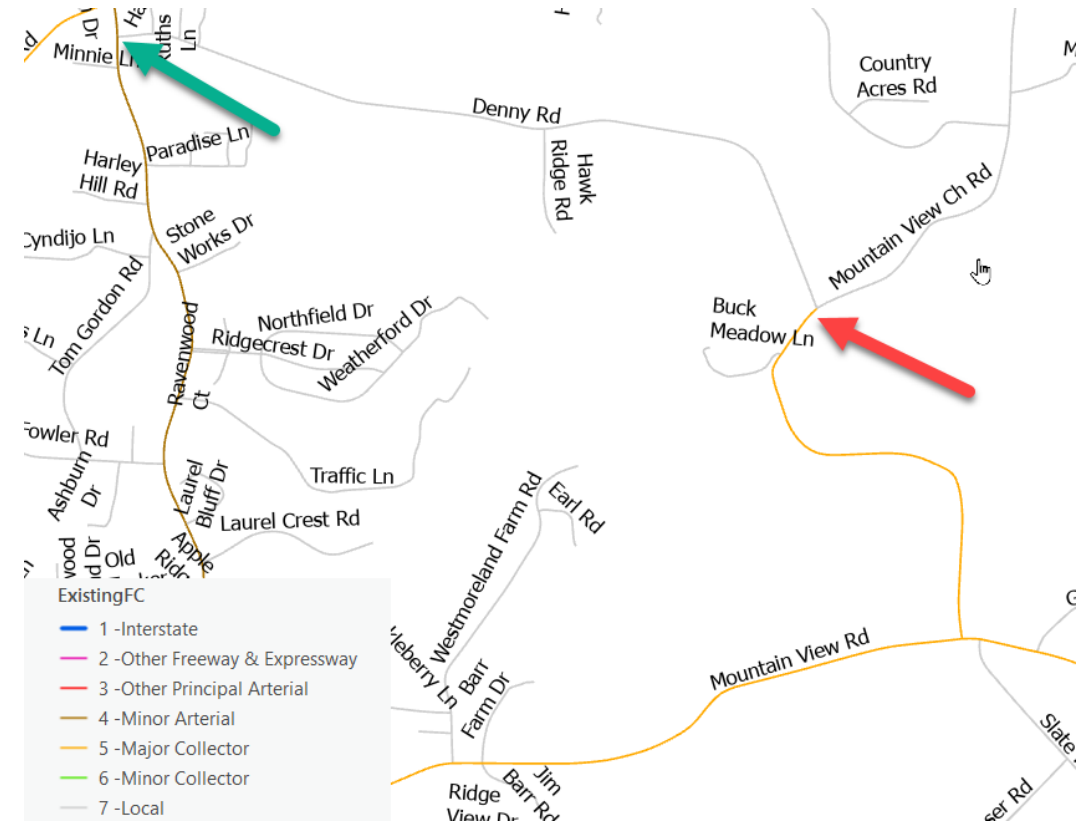 Minnie Ln
Ln
Denny Rd
Country
Acres Rd
Paradise Ln
Harley
Hill Rd
Hawk
Ridge Rd
Mountain View Ch Rd
Stone
Works Dr
Cyndijo Ln
Tom Gordon Rd
Buck
Meadow Ln
Northfield Dr
Ridgecrest Dr
Weatherford Dr
Ravenwood
Ct
Fowler Rd
Ashburn
Dr
Laurel
Bluff Dr
Traffic Ln
Laurel Crest Rd
Westmoreland Farm Rd
Earl Rd
Apple
Old
Barr
Farm Dr
Mountain View Rd
Slate
Jim
Barr Rd
Ridge
View Dr
ExistingFC
1 -Interstate
2 -Other Freeway & Expressway
3 -Other Principal Arterial
4 -Minor Arterial
5 -Major Collector
6 -Minor Collector
7 -Local